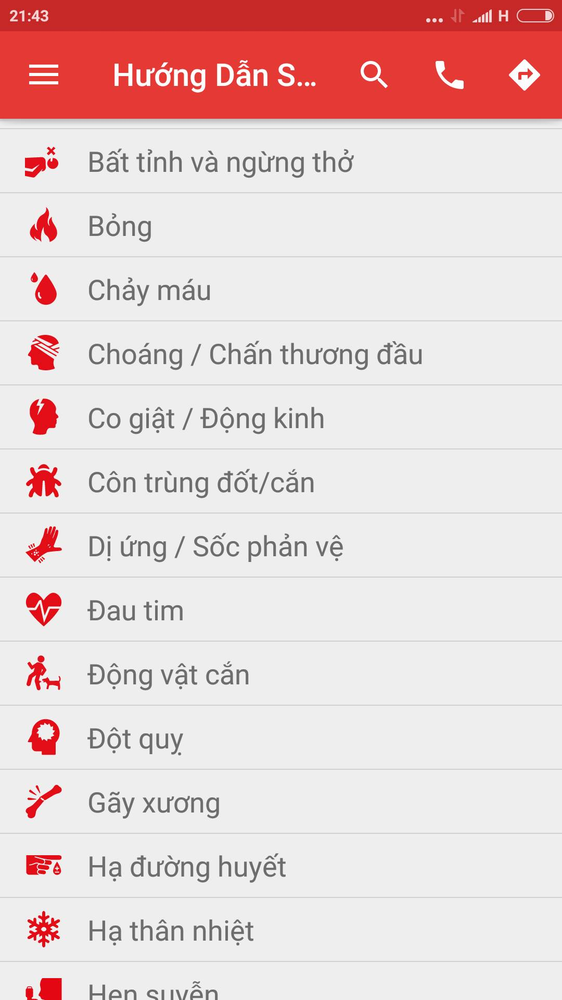 21:43
H
Hướng Dẫn S...
Bất tỉnh và ngừng thở
Bỏng
Chảy máu
Choáng / Chấn thương đầu
Co giật / Động kinh
Côn trùng đốt/cắn
Dị ứng / Sốc phản vệ
Đau tim
Động vật cắn
Đột quỵ
Gãy xương
Hạ đường huyết
Hạ thân nhiệt
Hen suyễn